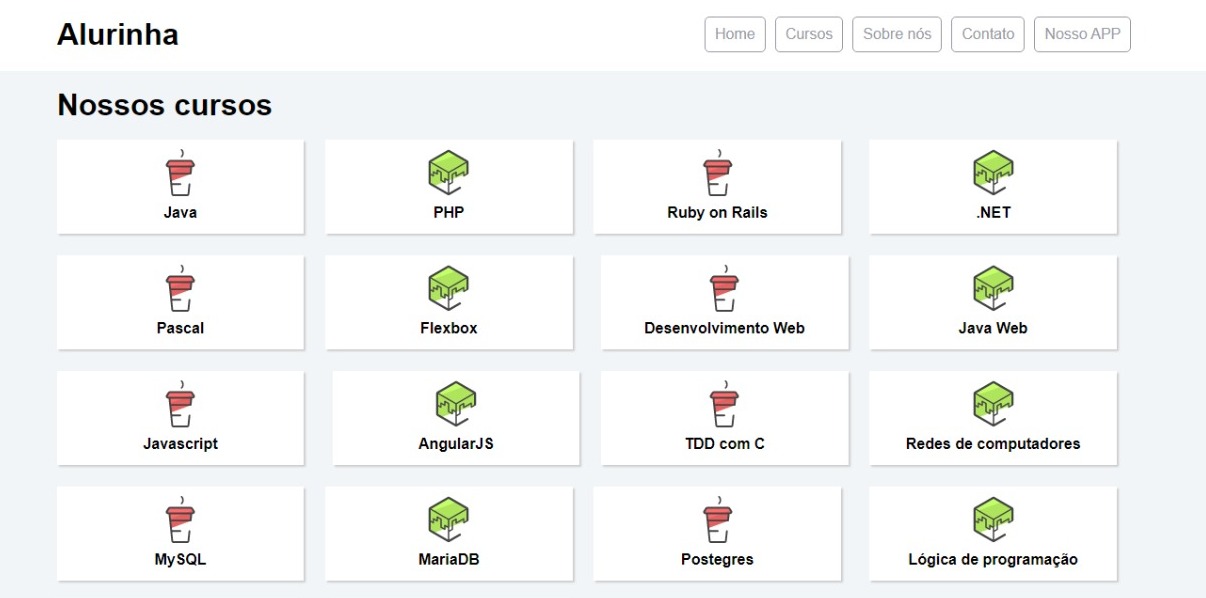 Alurinha
Home Cursos Sobre nós Contato Nosso APP
Nossos cursos
Java PHP Ruby on Rails .NET
Pascal Flexbox Desenvolvimento Web Java Web
Javascript AngularJS TDD com C Redes de computadores
MySQL MariaDB Postegres Lógica de programação